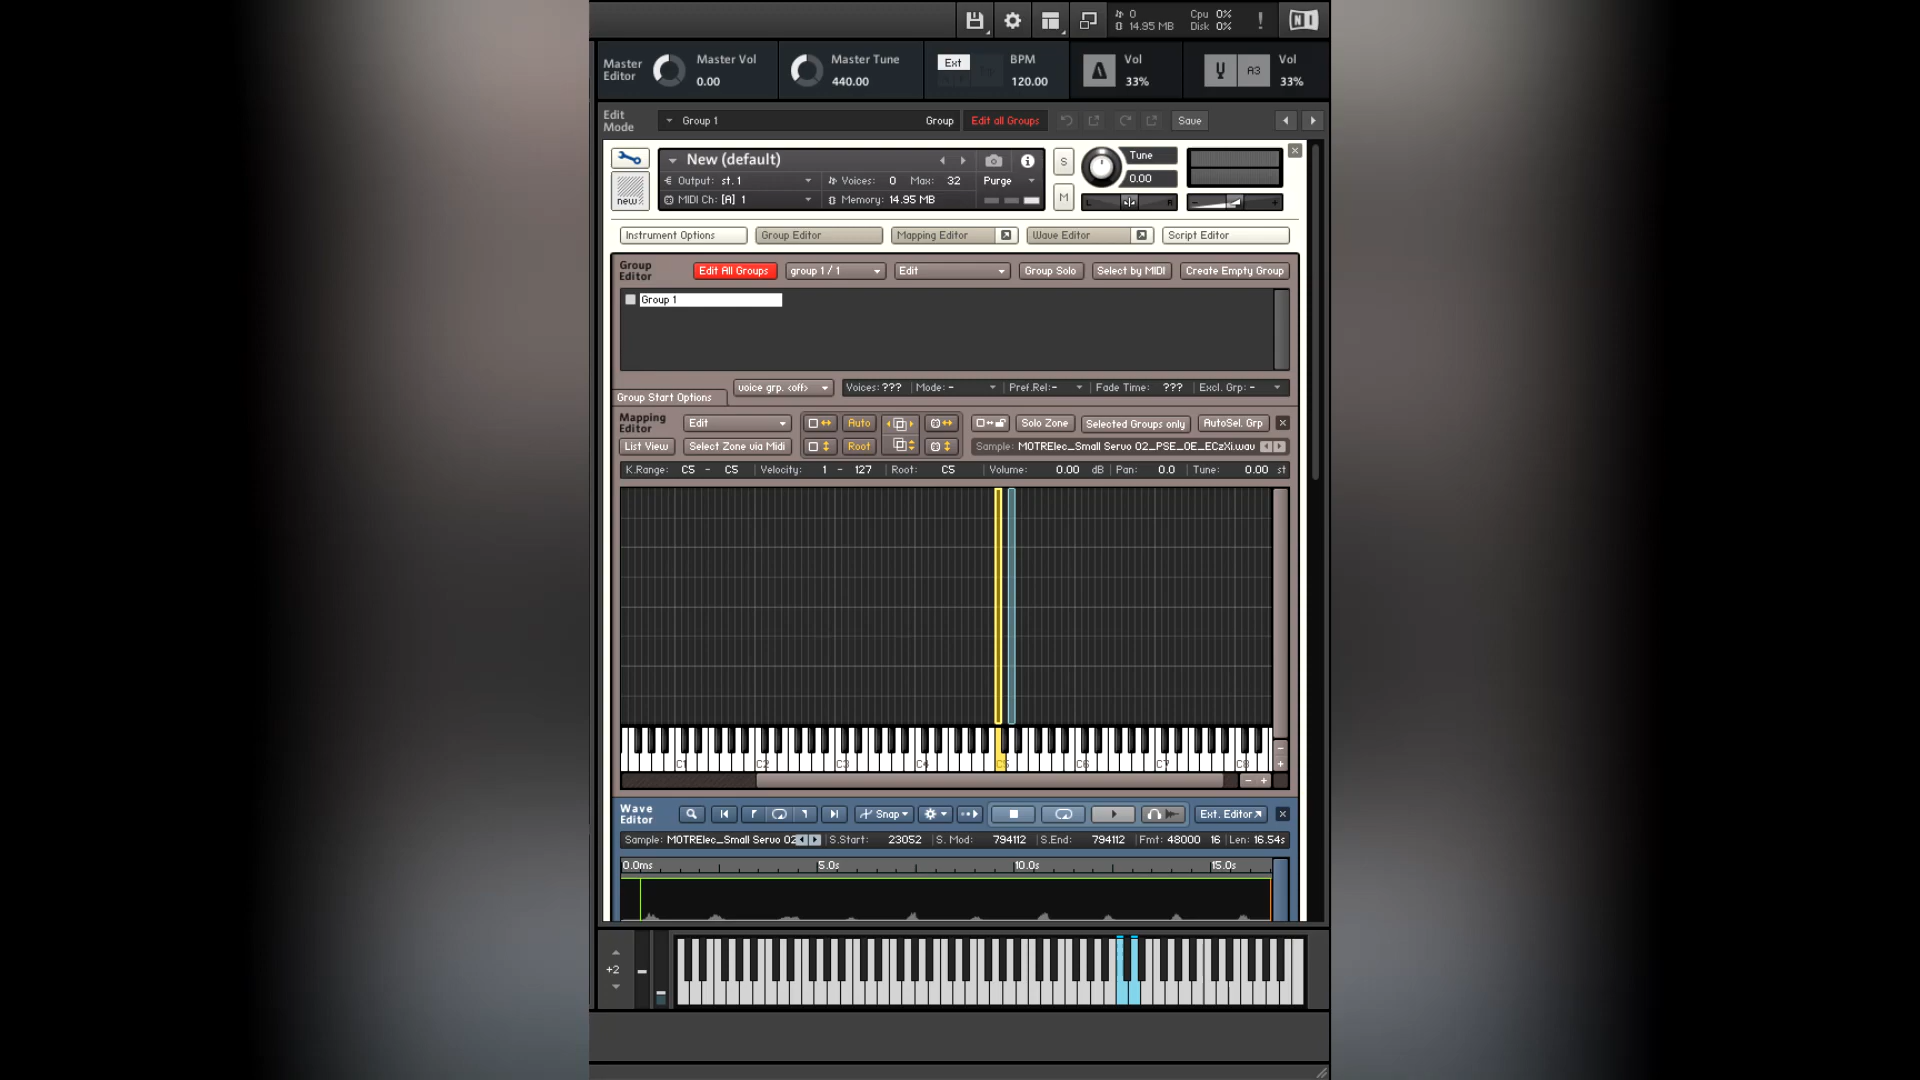 0
14.95 MB
Cpu 0%
Disk 0%
!
NI
Master Editor
Master Vol
0.00
Master Tune
440.00
Ext
BPM
120.00
Vol
33%
A3
Vol
33%
Edit Mode
Group 1
Group
Edit all Groups
Save
New (default)
Output: st. 1
Voices: 0 Max: 32
Purge
MIDI Ch: [A] 1
Memory: 14.95 MB
new
S
M
Tune
0.00
L
R
- +
Instrument Options
Group Editor
Mapping Editor
Wave Editor
Script Editor
Group Editor
Edit All Groups
group 1 / 1
Edit
Group Solo
Select by MIDI
Create Empty Group
Group 1
voice grp. <off>
Voices: ???
Mode: -
Pref.Rel:-
Fade Time: ???
Excl. Grp: -
Group Start Options
Mapping Editor
Edit
Auto
Solo Zone
Selected Groups only
AutoSel. Grp
List View
Select Zone via Midi
Root
Sample: MOTRElec_Small Servo 02_PSE_OE_ECzXi.wav
K.Range: C5 - C5
Velocity: 1 - 127
Root: C5
Volume: 0.00 dB
Pan: 0.0
Tune: 0.00 st
C1 C2 C3 C4 C5 C6 C7 C8
Wave Editor
Snap
Ext. Editor
Sample: MOTRElec_Small Servo 02
S.Start: 23052
S. Mod: 794112
S.End: 794112
Fmt: 48000 16
Len: 16.54s
0.0ms
5.0s
10.0s
15.0s
+2